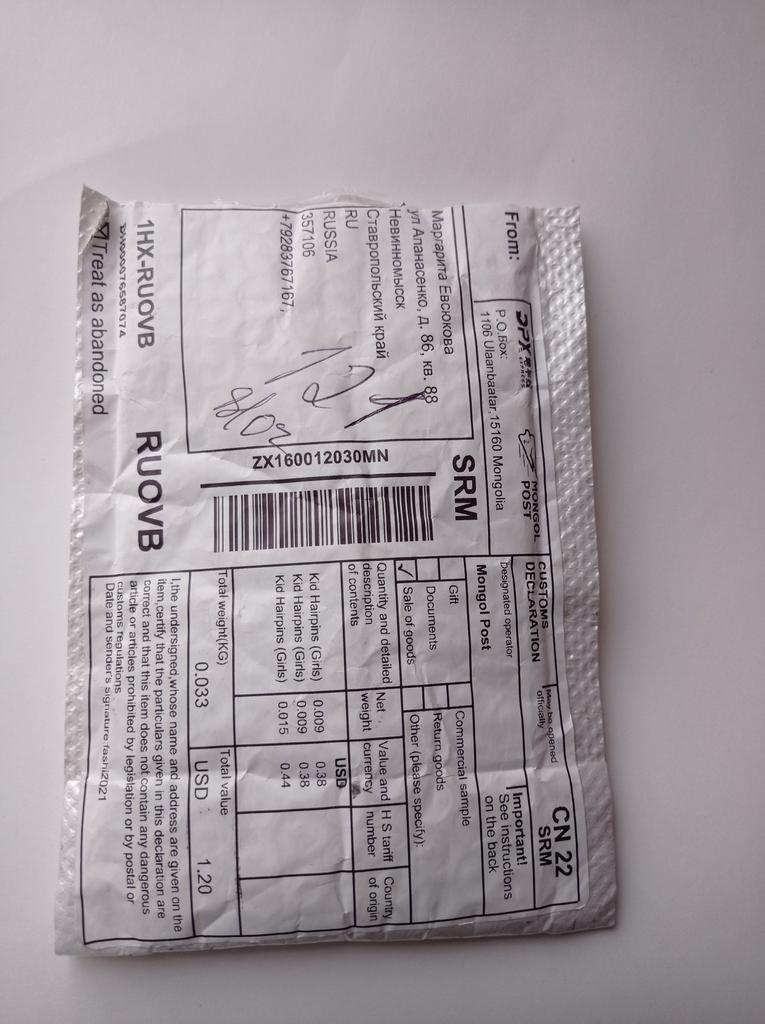 From:
MONGOL
POST
P.O.Box:
1106 Ulaanbaatar,15160 Mongolia
SRM
Маргарита Евсюкова
ул Апанасенко, д. 86, кв. 88
Невинномысск
Ставропольский край
RU
RUSSIA
357106
+79283767167,
ZX160012030MN
1HX-RUOVB
RUOVB
Treat as abandoned
CUSTOMS
DECLARATION
May be opened
officially
CN 22
SRM
Designated operator
Mongol Post
Important!
See instructions
on the back
Gift
Commercial sample
Documents
Return goods
✓ Sale of goods
Other (please specify):
Quantity and detailed
description
of contents
Net
weight
Value and
currency
H S tariff
number
Country
of origin
USD
Kid Hairpins (Girls) 0.009 0.38
Kid Hairpins (Girls) 0.009 0.38
Kid Hairpins (Girls) 0.015 0.44
Total weight(KG) Total value
0.033 USD 1.20
I,the undersigned,whose name and address are given on the
item,certify that the particulars given in this declaration are
correct and that this item does not contain any dangerous
article or articles prohibited by legislation or by postal or
customs regulations
Date and sender's signature:fashi2021